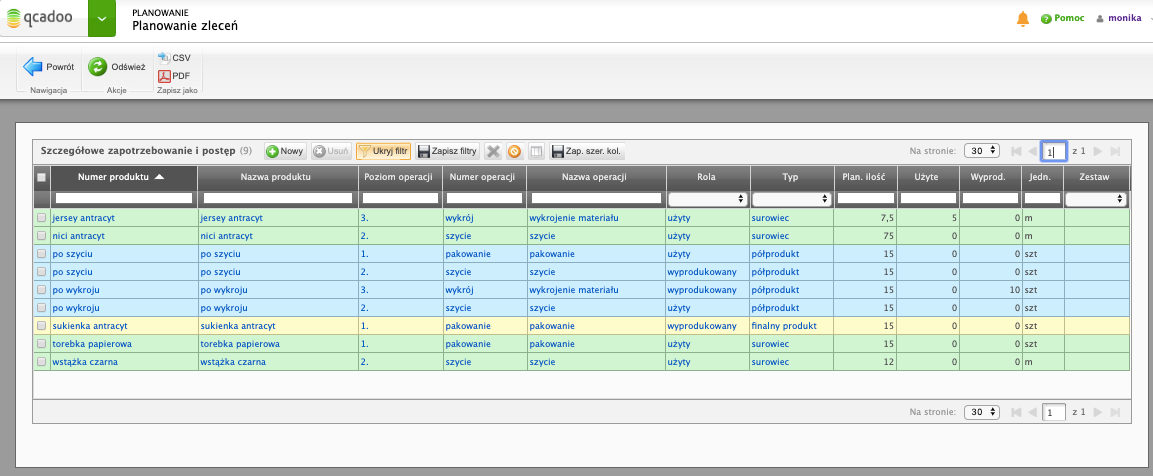 qcadoo
PLANOWANIE
Planowanie zleceń
Pomoc
monika
Powrót
Nawigacja
Odśwież
Akcje
CSV
PDF
Zapisz jako
Szczegółowe zapotrzebowanie i postęp (9) Nowy Usuń Ukryj filtr Zapisz filtry Zap. szer. kol. Na stronie: 30 1 z 1
Numer produktu Nazwa produktu Poziom operacji Numer operacji Nazwa operacji Rola Typ Plan. ilość Użyte Wyprod. Jedn. Zestaw
jersey antracyt jersey antracyt 3. wykrój wykrojenie materiału użyty surowiec 7,5 5 0 m
nici antracyt nici antracyt 2. szycie szycie użyty surowiec 75 0 0 m
po szyciu po szyciu 1. pakowanie pakowanie użyty półprodukt 15 0 0 szt
po szyciu po szyciu 2. szycie szycie wyprodukowany półprodukt 15 0 0 szt
po wykroju po wykroju 3. wykrój wykrojenie materiału wyprodukowany półprodukt 15 0 10 szt
po wykroju po wykroju 2. szycie szycie użyty półprodukt 15 0 0 szt
sukienka antracyt sukienka antracyt 1. pakowanie pakowanie wyprodukowany finalny produkt 15 0 0 szt
torebka papierowa torebka papierowa 1. pakowanie pakowanie użyty surowiec 15 0 0 szt
wstążka czarna wstążka czarna 2. szycie szycie użyty surowiec 12 0 0 m
Na stronie: 30 1 z 1